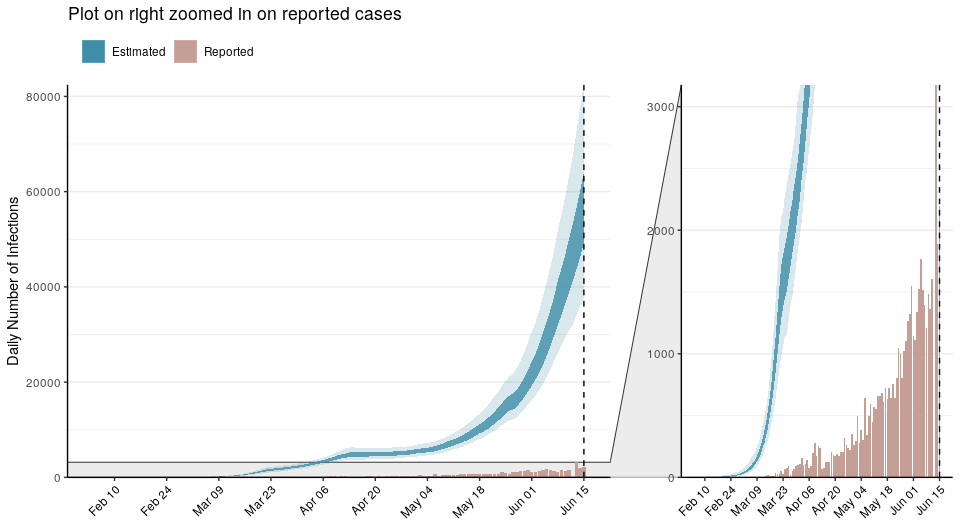 Plot on right zoomed in on reported cases
Estimated Reported
Daily Number of Infections
80000
60000
40000
20000
0
Feb 10 Feb 24 Mar 09 Mar 23 Apr 06 Apr 20 May 04 May 18 Jun 01 Jun 15
3000
2000
1000
0
Feb 10 Feb 24 Mar 09 Mar 23 Apr 06 Apr 20 May 04 May 18 Jun 01 Jun 15